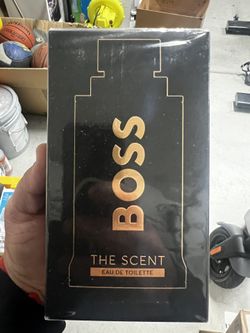 BOSS
THE SCENT
EAU DE TOILETTE